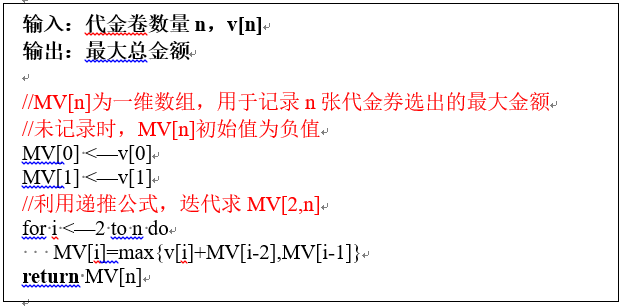 输入：代金卷数量 n，v[n]
输出：最大总金额
//MV[n]为一维数组，用于记录 n 张代金券选出的最大金额
//未记录时，MV[n]初始值为负值
MV[0] <—v[0]
MV[1] <—v[1]
//利用递推公式，迭代求 MV[2,n]
for i <—2 to n do
MV[i]=max{v[i]+MV[i-2],MV[i-1]}
return MV[n]